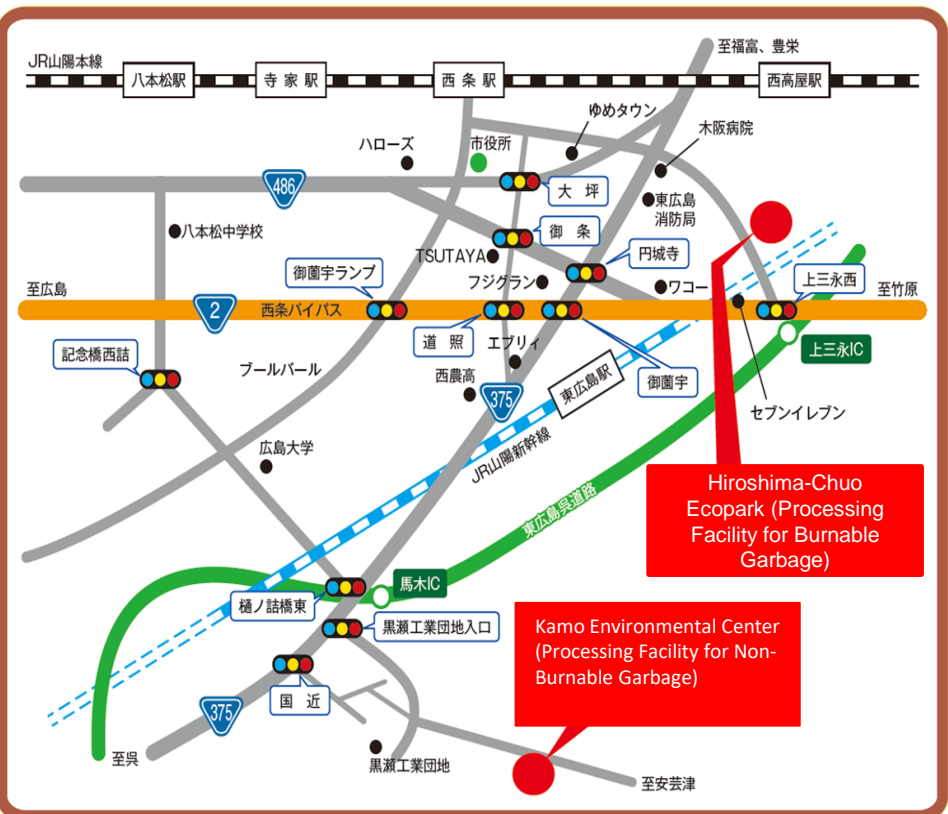 至福富、豊栄
JR山陽本線
八本松駅
寺家駅
西条駅
西高屋駅
ゆめタウン
木阪病院
ハローズ
市役所
486
大坪
東広島
消防局
八本松中学校
御条
TSUTAYA
円城寺
御薗宇ランプ
フジグラン
ワコー
上三永西
至広島
至竹原
2
西条バイパス
道照
エブリィ
上三永IC
記念橋西詰
ブールバール
西農高
375
東広島駅
御薗宇
セブンイレブン
広島大学
JR山陽新幹線
東広島呉道路
Hiroshima-Chuo
Ecopark (Processing
Facility for Burnable
Garbage)
馬木IC
樋ノ詰橋東
黒瀬工業団地入口
Kamo Environmental Center
(Processing Facility for Non-
Burnable Garbage)
国近
375
至呉
黒瀬工業団地
至安芸津